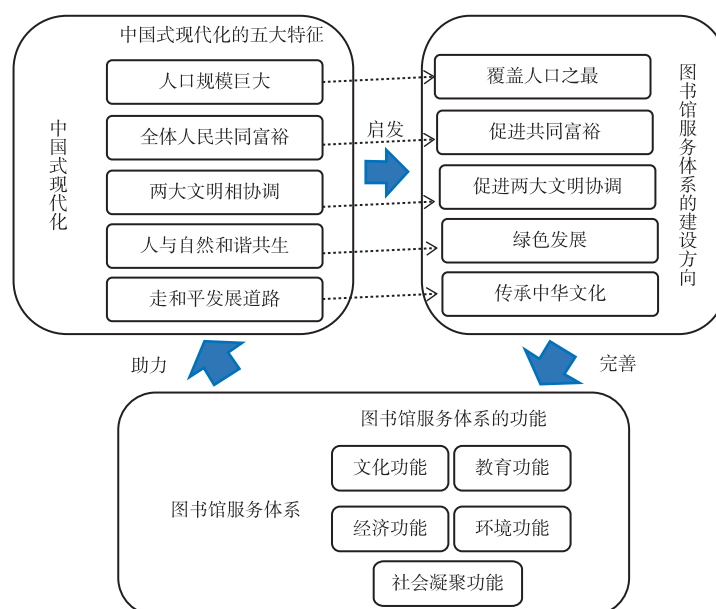 中国式现代化的五大特征
中国式现代化
人口规模巨大
全体人民共同富裕
两大文明相协调
人与自然和谐共生
走和平发展道路
启发
覆盖人口之最
促进共同富裕
促进两大文明协调
绿色发展
传承中华文化
图书馆服务体系的建设方向
助力
完善
图书馆服务体系的功能
图书馆服务体系
文化功能
教育功能
经济功能
环境功能
社会凝聚功能